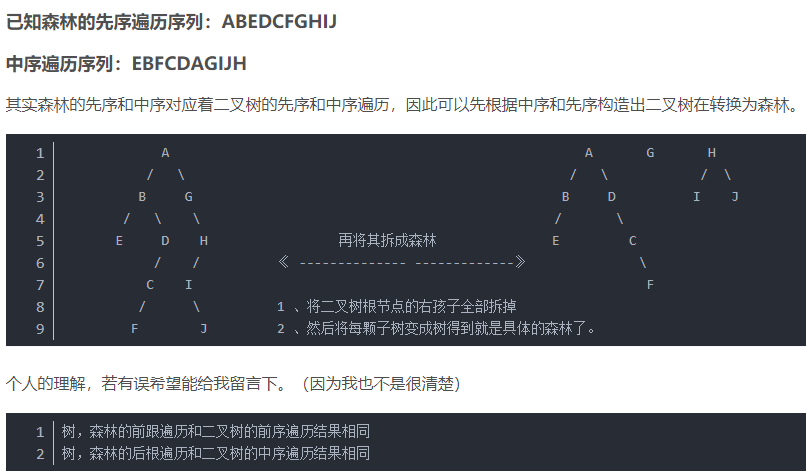 已知森林的先序遍历序列：ABEDCFGHIJ
中序遍历序列：EBFCDAGIJH
其实森林的先序和中序对应着二叉树的先序和中序遍历，因此可以先根据中序和先序构造出二叉树在转换为森林。
1 A A G H
2 / \ / \ / \
3 B G B D I J
4 / \ \ / \
5 E D H 再将其拆成森林 E C
6 / / 《 -------------- -------------》 \
7 C I F
8 / \ 1 、将二叉树根节点的右孩子全部拆掉
9 F J 2 、然后将每颗子树变成树得到就是具体的森林了。
个人的理解，若有误希望能给我留言下。（因为我也不是很清楚）
1 树，森林的前跟遍历和二叉树的前序遍历结果相同
2 树，森林的后根遍历和二叉树的中序遍历结果相同